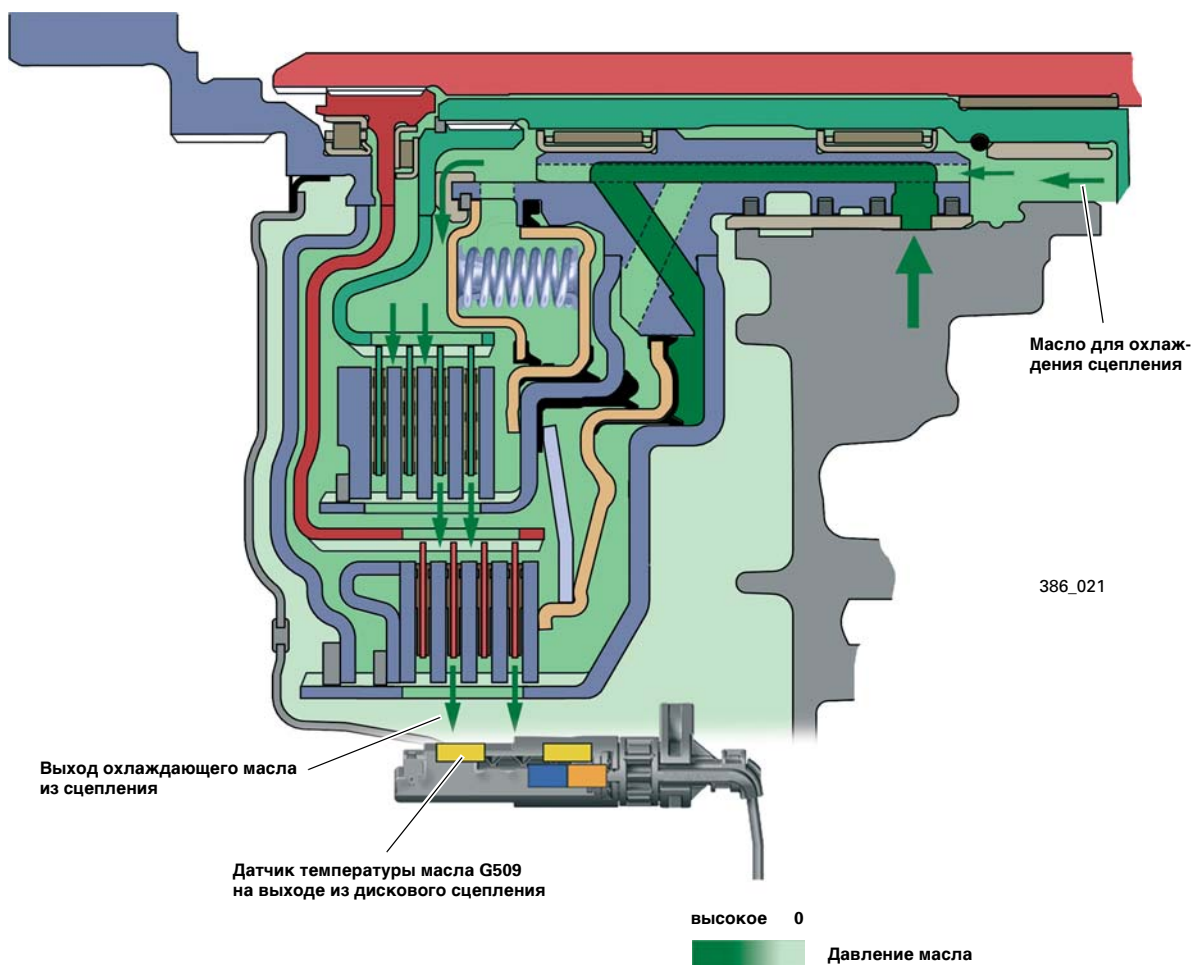 Масло для охлаж-
дения сцепления
386_021
Выход охлаждающего масла
из сцепления
Датчик температуры масла G509
на выходе из дискового сцепления
высокое 0
Давление масла